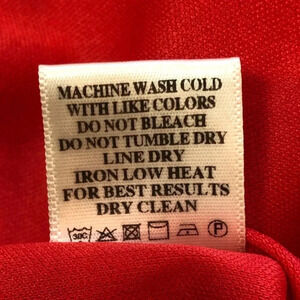 MACHINE WASH COLD
WITH LIKE COLORS
DO NOT BLEACH
DO NOT TUMBLE DRY
LINE DRY
IRON LOW HEAT
FOR BEST RESULTS
DRY CLEAN
30C P